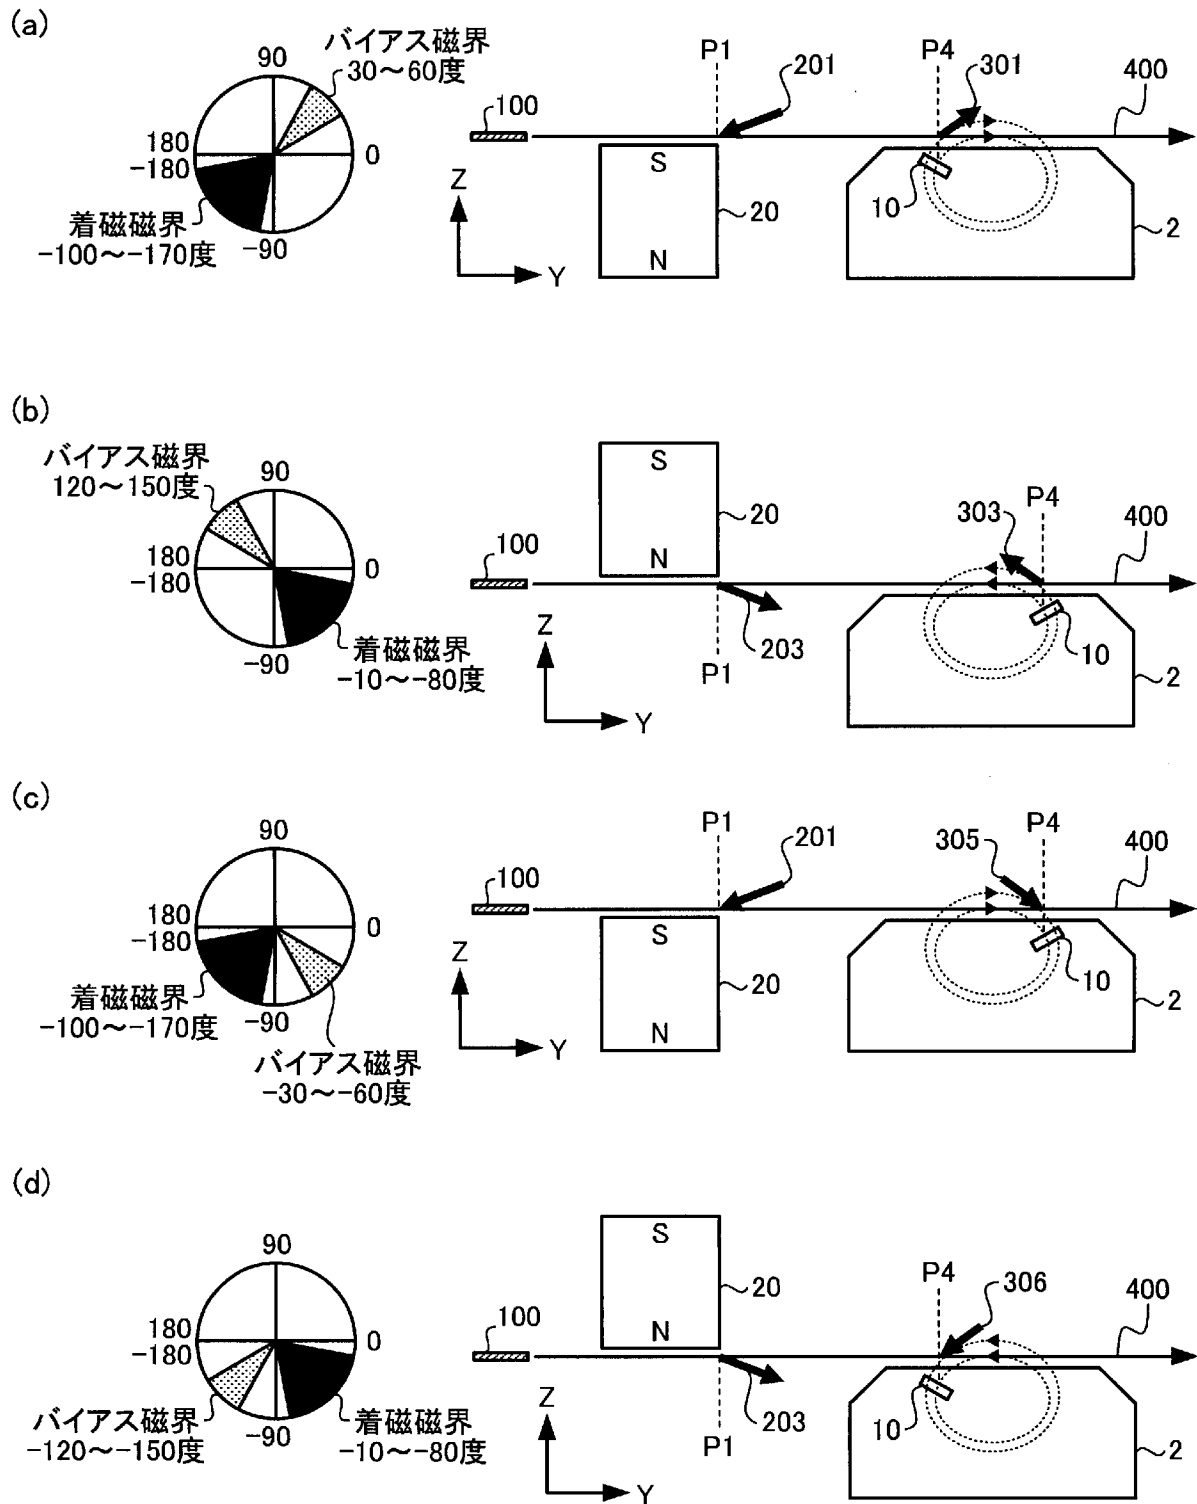 (a)
バイアス磁界
30～60度
90
180
-180
0
着磁磁界
-100～-170度
-90
Z
Y
100
P1
201
S
N
20
P4
301
400
10
2
(b)
バイアス磁界
120～150度
90
180
-180
0
-90
着磁磁界
-10～-80度
Z
Y
100
S
N
20
P1
203
303
P4
400
10
2
(c)
90
180
-180
0
着磁磁界
-100～-170度
-90
バイアス磁界
-30～-60度
Z
Y
100
P1
201
S
N
20
305
P4
400
10
2
(d)
90
180
-180
0
バイアス磁界
-120～-150度
-90
着磁磁界
-10～-80度
Z
Y
100
S
N
20
P1
203
P4
306
400
10
2